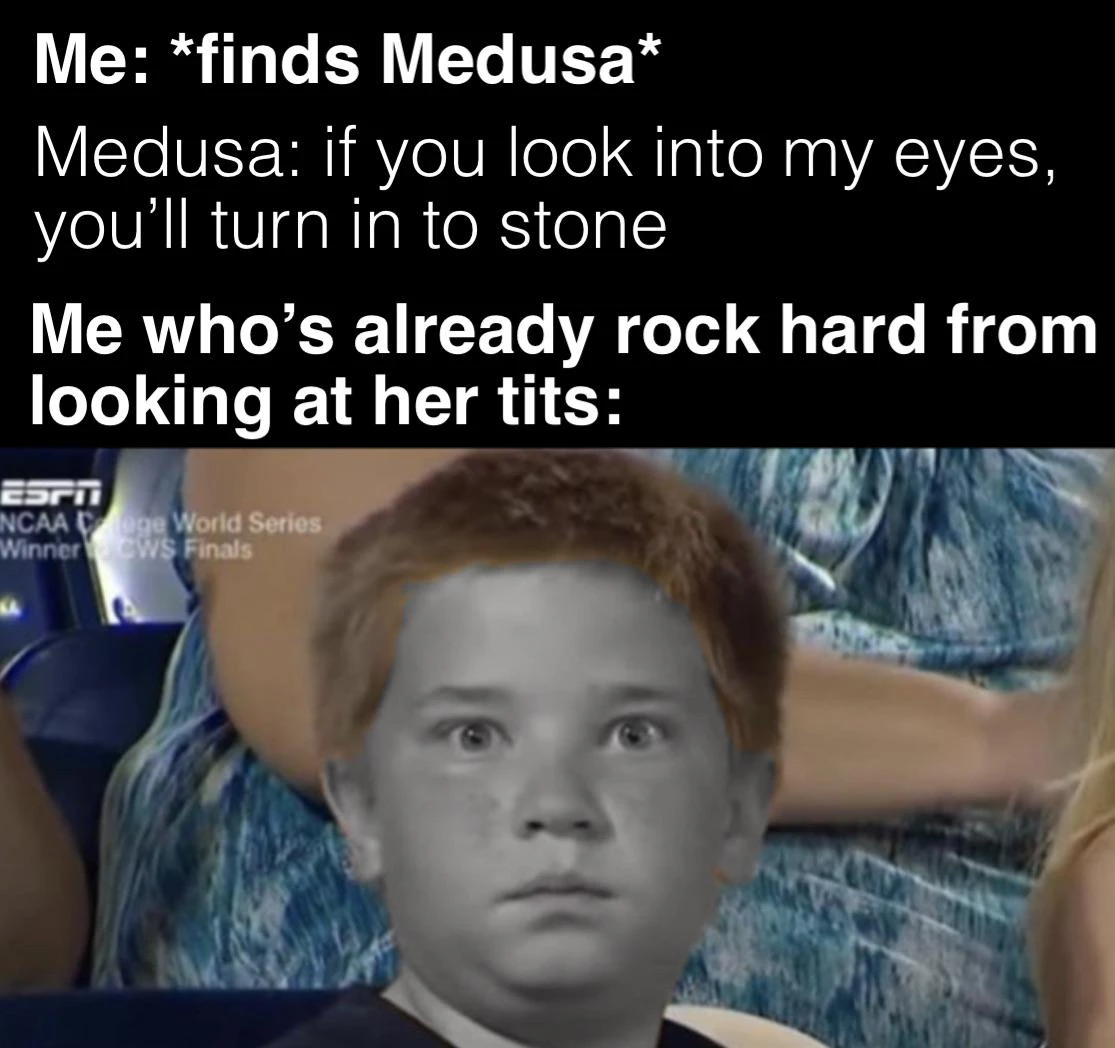 Me: *finds Medusa*
Medusa: if you look into my eyes,
you’ll turn in to stone
Me who’s already rock hard from
looking at her tits:
ESPN
NCAA College World Series
Winner CWS Finals